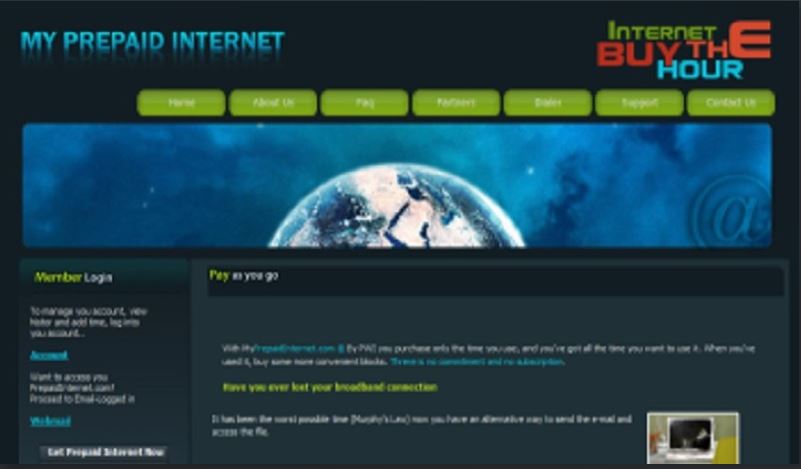 MY PREPAID INTERNET
INTERNET
BUY THE
HOUR
Home
About Us
Faq
Partners
Dialer
Support
Contact Us
@
Member Login
Pay as you go
To manage you account, view
histor and add time, log into
you account..
Account
Want to access you
PrepaidInternet.com?
Proceed to Email-Logged in
Webmail
Get Prepaid Internet Now
With MyPrepaidInternet.com @ By PWI you purchase only the time you use, and you've got all the time you want to use it. When you've
used it, buy some more convenient blocks. There is no commitment and no subscription.
Have you ever lost your broadband connection
It has been the worst possible time (Murphy's Law) now you have an alternative way to send the e-mail and
access the file.